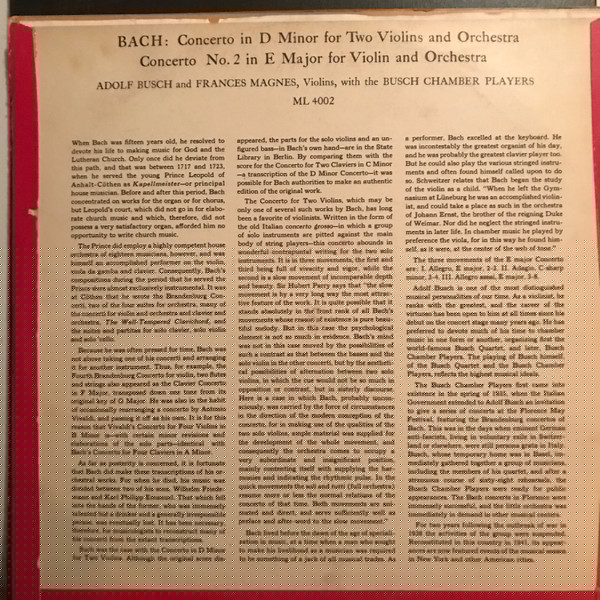 BACH: Concerto in D Minor for Two Violins and Orchestra
Concerto No. 2 in E Major for Violin and Orchestra
ADOLF BUSCH and FRANCES MAGNES, Violins, with the BUSCH CHAMBER PLAYERS
ML 4002
When Bach was fifteen years old, he resolved to
devote his life to making music for God and the
Lutheran Church. Only once did he deviate from
this path, and that was between 1717 and 1723,
when he served the young Prince Leopold of
Anhalt-Cöthen as Kapellmeister—or principal
house musician. Before and after this period, Bach
concentrated on works for the organ or for chorus,
but Leopold's court, which did not go in for elabo-
rate church music and which, therefore, did not
possess a very satisfactory organ, afforded him no
opportunity to write church music.
The Prince did employ a highly competent house
orchestra of eighteen musicians, however, and was
himself an accomplished performer on the violin,
viola da gamba and clavier. Consequently, Bach's
compositions during the period that he served the
Prince were almost exclusively instrumental. It was
at Cöthen that he wrote the Brandenburg Con-
certi, two of the four suites for orchestra, many of
the concerti for violin and orchestra and clavier and
orchestra, The Well-Tempered Clavichord, and
the suites and partitas for solo clavier, solo violin
and solo 'cello.
Because he was often pressed for time, Bach was
not above taking one of his concerti and arranging
it for another instrument. Thus, for example, the
Fourth Brandenburg Concerto for violin, two flutes
and strings also appeared as the Clavier Concerto
in F Major, transposed down one tone from its
original key of G Major. He was also in the habit
of occasionally rearranging a concerto by Antonio
Vivaldi, and passing it off as his own. It is for this
reason that Vivaldi's Concerto for Four Violins in
B Minor is—with certain minor revisions and
elaborations of the solo parts—identical with
Bach's Concerto for Four Claviers in A Minor.
As far as posterity is concerned, it is fortunate
that Bach did make these transcriptions of his or-
chestral works. For when he died, his music was
divided between two of his sons, Wilhelm Friede-
mann and Karl Philipp Emanuel. That which fell
into the hands of the former, who was immensely
talented but a drinker and a generally irresponsible
person, was eventually lost. It has been necessary,
therefore, for musicologists to reconstruct many of
his concerti from the extant transcriptions.
Such was the case with the Concerto in D Minor
for Two Violins. Although the original score dis-
appeared, the parts for the solo violins and an un-
figured bass—in Bach's own hand—are in the State
Library in Berlin. By comparing them with the
score for the Concerto for Two Claviers in C Minor
—a transcription of the D Minor Concerto—it was
possible for Bach authorities to make an authentic
edition of the original work.
The Concerto for Two Violins, which may be
only one of several such works by Bach, has long
been a favorite of violinists. Written in the form of
the old Italian concerto grosso—in which a group
of solo instruments are pitted against the main
body of string players—this concerto abounds in
wonderful contrapuntal writing for the two solo
instruments. It is in three movements, the first and
third being full of vivacity and vigor, while the
second is a slow movement of incomparable depth
and beauty. Sir Hubert Parry says that "the slow
movement is by a very long way the most attrac-
tive feature of the work. It is quite possible that it
stands absolutely in the front rank of all Bach's
movements whose reason of existence is pure beau-
tiful melody. But in this case the psychological
element is not so much in evidence. Bach's mind
was not in this case moved by the possibilities of
such a contrast as that between the basses and the
solo violin in the other concerti, but by the aestheti-
cal possibilities of alternation between two solo
violins, in which the cue would not be so much in
opposition or contrast, but in sisterly discourse.
Here is a case in which Bach, probably uncon-
sciously, was carried by the force of circumstances
in the direction of the modern conception of the
concerto, for in making use of the qualities of the
two solo violins, ample material was supplied for
the development of the whole movement, and
consequently the orchestra comes to occupy a
very subordinate and insignificant position,
mainly contenting itself with supplying the har-
monies and indicating the rhythmic pulse. In the
quick movements the soli and tutti (full orchestra)
resume more or less the normal relations of the
concerto of that time. Both movements are ani-
mated and direct, and serve sufficiently well as
preface and after-word to the slow movement."
Bach lived before the dawn of the age of speciali-
zation in music, at a time when a man who sought
to make his livelihood as a musician was required
to be something of a jack of all musical trades. As
a performer, Bach excelled at the keyboard. He
was incontestably the greatest organist of his day,
and he was probably the greatest clavier player too.
But he could also play the various stringed instru-
ments and often found himself called upon to do
so. Schweitzer relates that Bach began the study
of the violin as a child. "When he left the Gym-
nasium at Lüneburg he was an accomplished violin-
ist, and could take a place as such in the orchestra
of Johann Ernst, the brother of the reigning Duke
of Weimar. Nor did he neglect the stringed instru-
ments in later life. In chamber music he played by
preference the viola, for in this way he found him-
self, as it were, at the center of the web of tone."
The three movements of the E Major Concerto
are: I. Allegro, E major, 2-2. II. Adagio, C-sharp
minor, 3-4. III. Allegro assai, E major, 3-8.
Adolf Busch is one of the most distinguished
musical personalities of our time. As a violinist, he
ranks with the greatest, and the career of the
virtuoso has been open to him at all times since his
debut on the concert stage many years ago. He has
preferred to devote much of his time to chamber
music in one form or another, organizing first the
world-famous Busch Quartet, and later, Busch
Chamber Players. The playing of Busch himself,
of the Busch Quartet and the Busch Chamber
Players, reflects the highest musical ideals.
The Busch Chamber Players first came into
existence in the spring of 1935, when the Italian
Government extended to Adolf Busch an invitation
to give a series of concerts at the Florence May
Festival, featuring the Brandenburg concertos of
Bach. This was in the days when eminent German
anti-fascists, living in voluntary exile in Switzer-
land or elsewhere, were still persona grata in Italy.
Busch, whose temporary home was in Basel, im-
mediately gathered together a group of musicians,
including the members of his quartet, and after a
strenuous course of sixty-eight rehearsals, the
Busch Chamber Players were ready for public
appearances. The Bach concerts in Florence were
immensely successful, and the little orchestra was
immediately in demand in other musical centers.
For two years following the outbreak of war in
1938 the activities of the group were suspended.
Reconstituted in this country in 1941, its appear-
ances are now featured events of the musical season
in New York and other American cities.